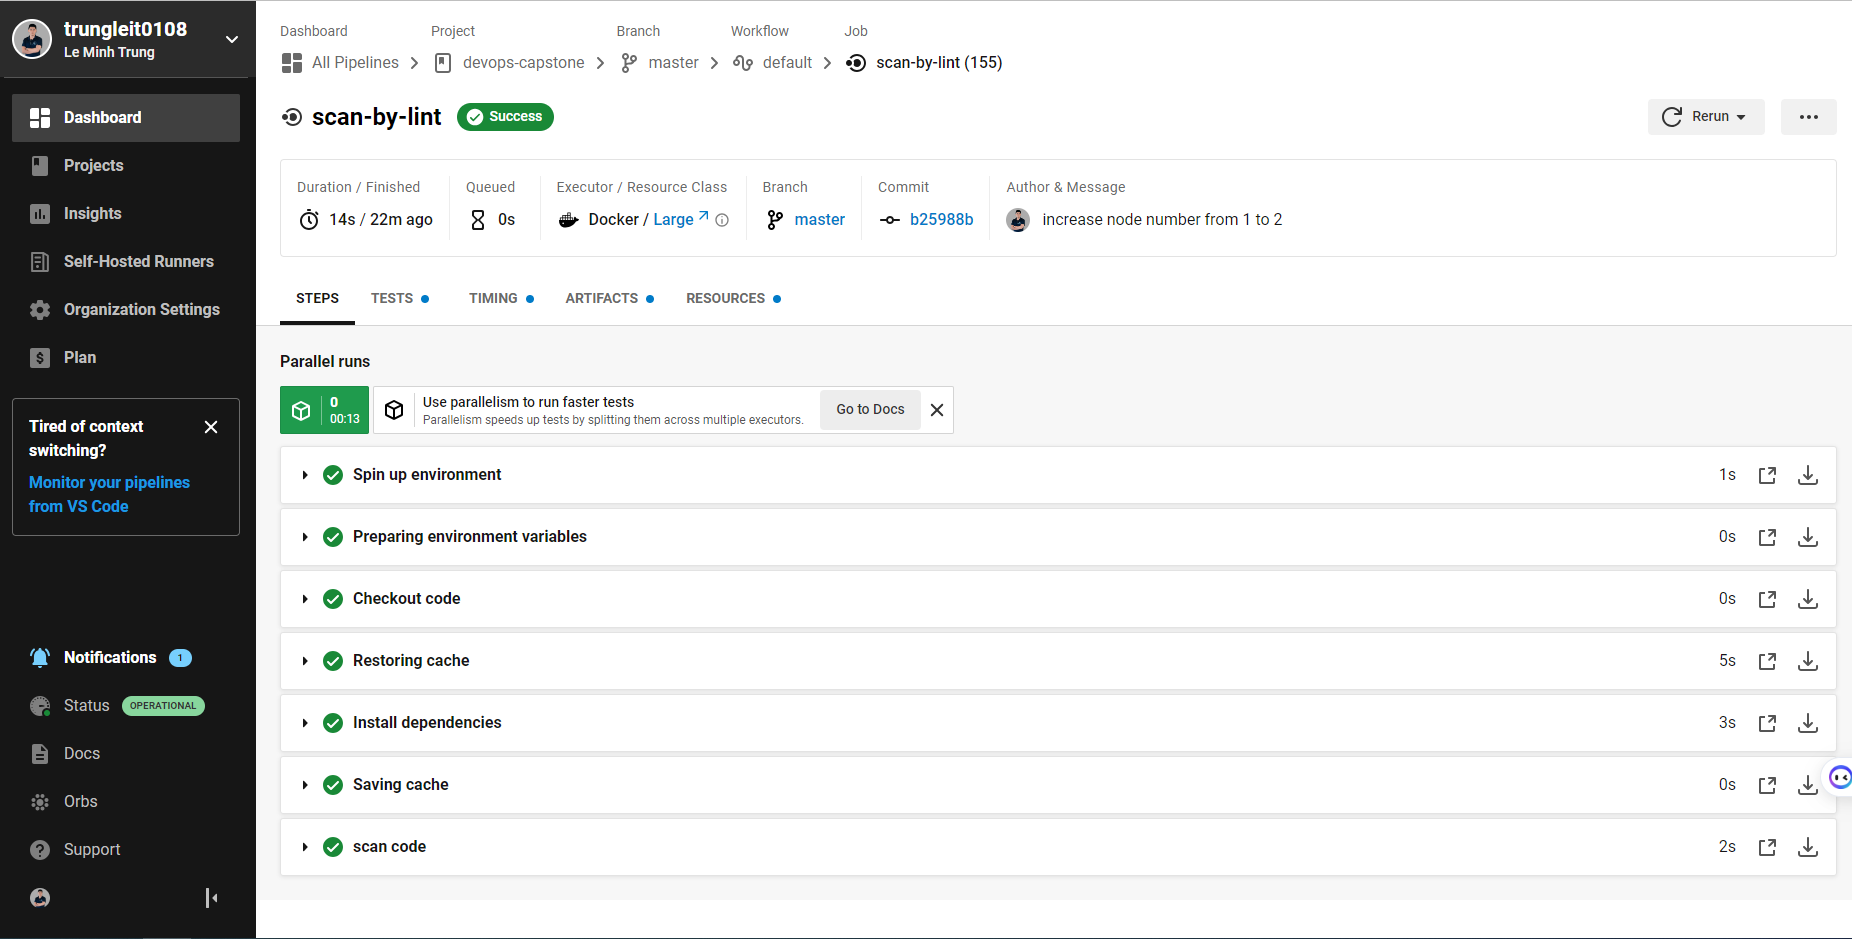 trungleit0108
Le Minh Trung
Dashboard
Projects
Insights
Self-Hosted Runners
Organization Settings
Plan
Tired of context
switching?
Monitor your pipelines
from VS Code
Notifications 1
Status OPERATIONAL
Docs
Orbs
Support
Dashboard Project Branch Workflow Job
All Pipelines devops-capstone master default scan-by-lint (155)
scan-by-lint Success Rerun
Duration / Finished Queued Executor / Resource Class Branch Commit Author & Message
14s / 22m ago 0s Docker / Large master b25988b increase node number from 1 to 2
STEPS TESTS TIMING ARTIFACTS RESOURCES
Parallel runs
0
00:13
Use parallelism to run faster tests
Parallelism speeds up tests by splitting them across multiple executors.
Go to Docs
Spin up environment 1s
Preparing environment variables 0s
Checkout code 0s
Restoring cache 5s
Install dependencies 3s
Saving cache 0s
scan code 2s